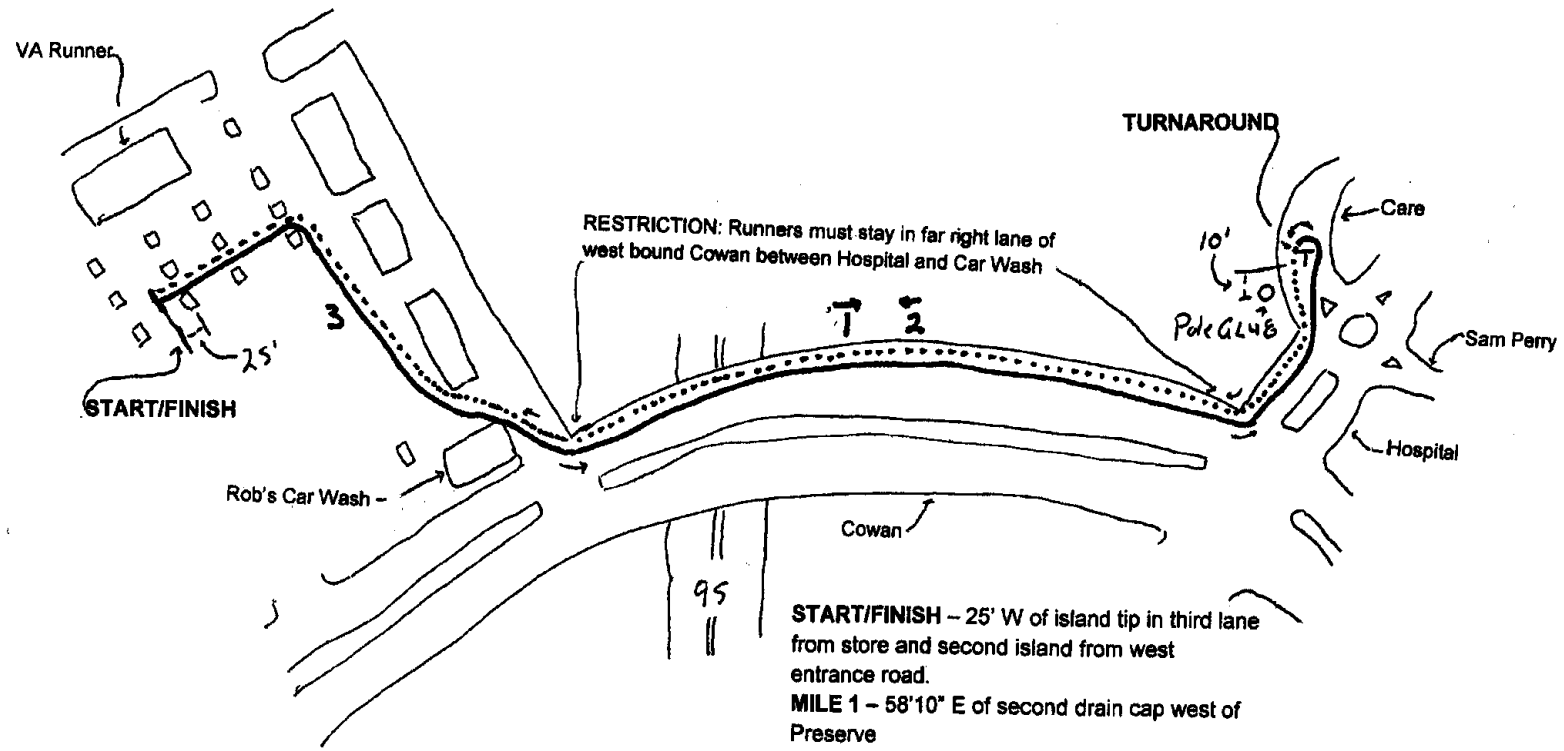 VA Runner
TURNAROUND
Care
RESTRICTION: Runners must stay in far right lane of
west bound Cowan between Hospital and Car Wash
10'
1 2
Pole GL48
Sam Perry
3
25'
START/FINISH
Hospital
Rob's Car Wash –
Cowan
95
START/FINISH – 25' W of island tip in third lane
from store and second island from west
entrance road.
MILE 1 – 58'10" E of second drain cap west of
Preserve